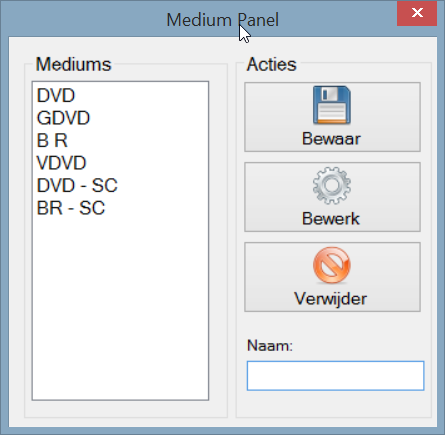 Medium Panel
Mediums
DVD
GDVD
B R
VDVD
DVD - SC
BR - SC
Acties
Bewaar
Bewerk
Verwijder
Naam: